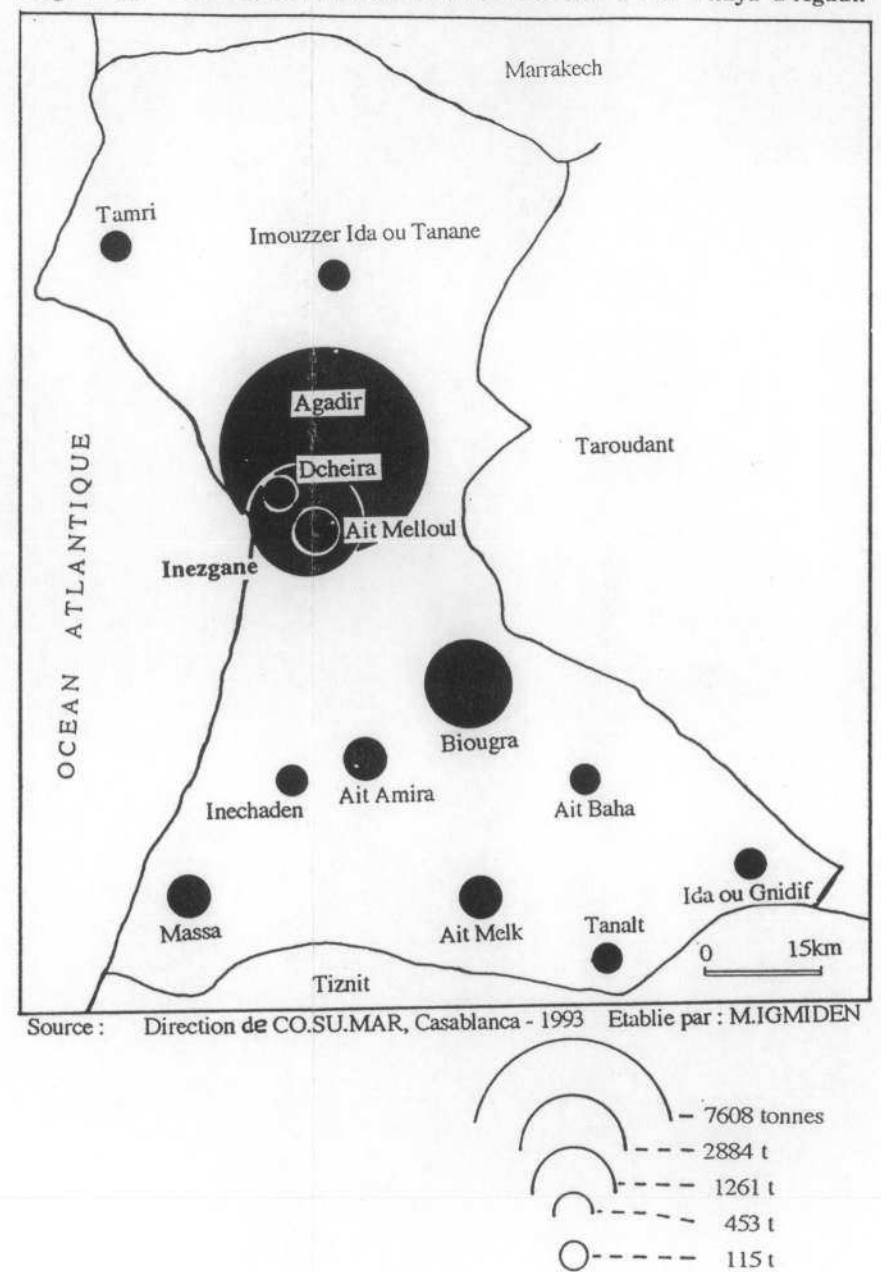 Marrakech
Tamri
Imouzzer Ida ou Tanane
Agadir
Dcheira
Taroudant
Ait Melloul
Inezgane
OCEAN ATLANTIQUE
Biougra
Ait Amira
Inechaden
Ait Baha
Ida ou Gnidif
Massa
Ait Melk
Tanalt
0 15km
Tiznit
Source : Direction de CO.SU.MAR, Casablanca - 1993 Etablie par : M.IGMIDEN
7608 tonnes
2884 t
1261 t
453 t
115 t